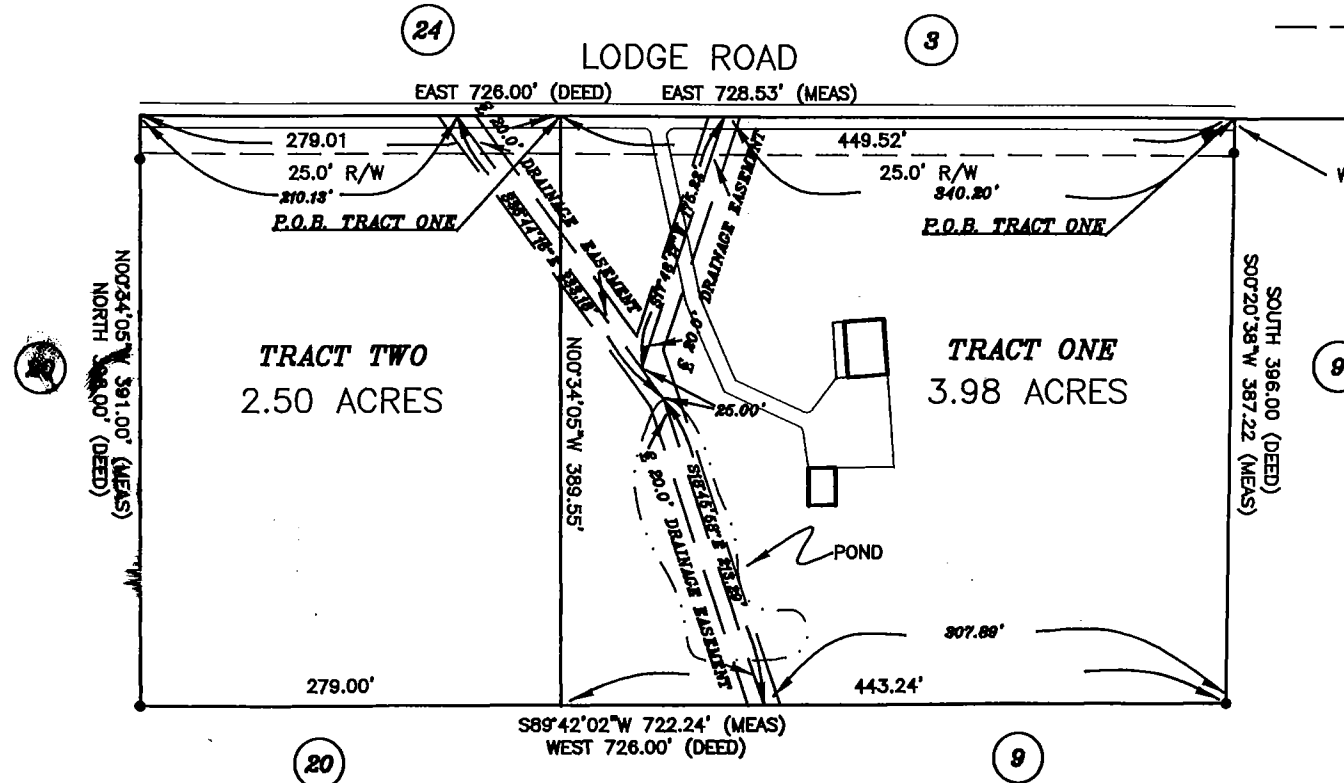 24
3
LODGE ROAD
EAST 726.00' (DEED)
EAST 728.53' (MEAS)
20.0' DRAINAGE EASEMENT
279.01
449.52'
25.0' R/W
25.0' R/W
210.13'
340.20'
P.O.B. TRACT ONE
P.O.B. TRACT ONE
W
DRAINAGE EASEMENT
20.0'
N00°34'05"W 391.00' (MEAS)
NORTH 396.00' (DEED)
TRACT TWO
2.50 ACRES
N00°34'05"W 389.55'
25.00'
TRACT ONE
3.98 ACRES
SOUTH 396.00 (DEED)
S00°20'38"W 387.22 (MEAS)
9
20.0' DRAINAGE EASEMENT
POND
307.89'
279.00'
443.24'
S89°42'02"W 722.24' (MEAS)
WEST 726.00' (DEED)
20
9